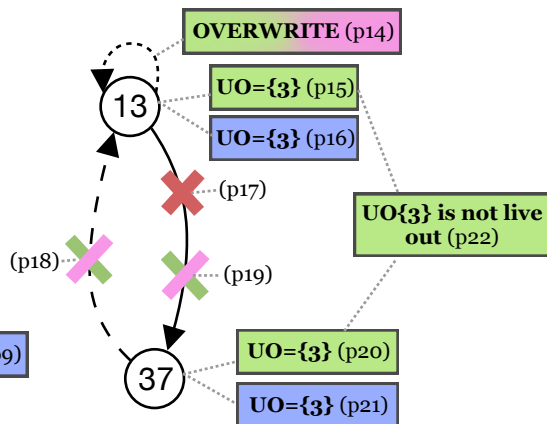 OVERWRITE (p14)
13
UO={3} (p15)
UO={3} (p16)
(p17)
UO{3} is not live
out (p22)
(p18)
(p19)
9)
37
UO={3} (p20)
UO={3} (p21)